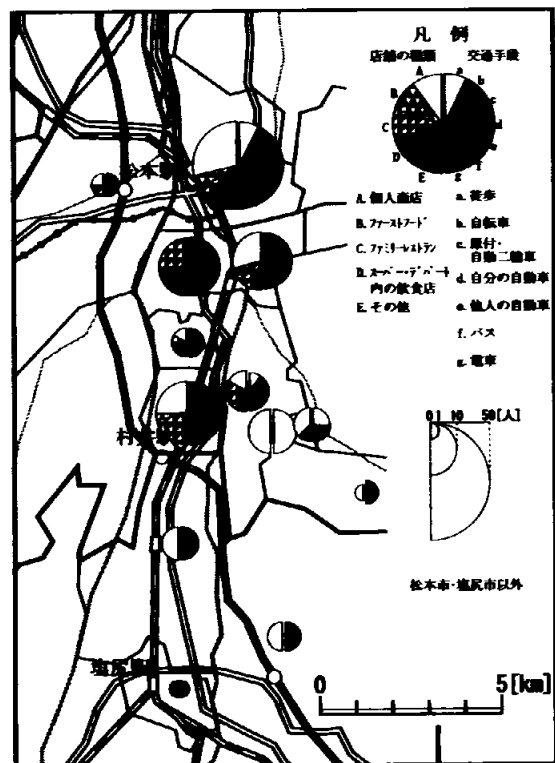 凡例
店舗の種類 交通手段
A b
B c
C d
D e
E g f
A. 個人商店 a. 徒歩
B. ファーストフード b. 自転車
C. ファミリーレストラン c. 原付・
自動二輪車
D. スーパー・デパート d. 自分の自動車
内の飲食店
E. その他 e. 他人の自動車
f. バス
g. 電車
松本
村井
塩尻
0 1 10 50[人]
松本市・塩尻市以外
0 5[km]